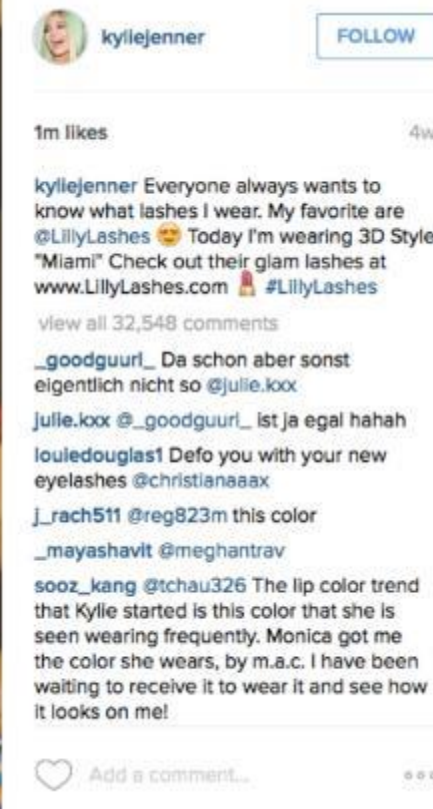 kyliejenner
FOLLOW
1m likes
4w
kyliejenner Everyone always wants to
know what lashes I wear. My favorite are
@LillyLashes 😍 Today I'm wearing 3D Style
"Miami" Check out their glam lashes at
www.LillyLashes.com 💄 #LillyLashes
view all 32,548 comments
_goodguurl_ Da schon aber sonst
eigentlich nicht so @julie.kxx
julie.kxx @_goodguurl_ ist ja egal hahah
louiedouglas1 Defo you with your new
eyelashes @christianaaax
j_rach511 @reg823m this color
_mayashavit @meghantrav
sooz_kang @tchau326 The lip color trend
that Kylie started is this color that she is
seen wearing frequently. Monica got me
the color she wears, by m.a.c. I have been
waiting to receive it to wear it and see how
it looks on me!
Add a comment...